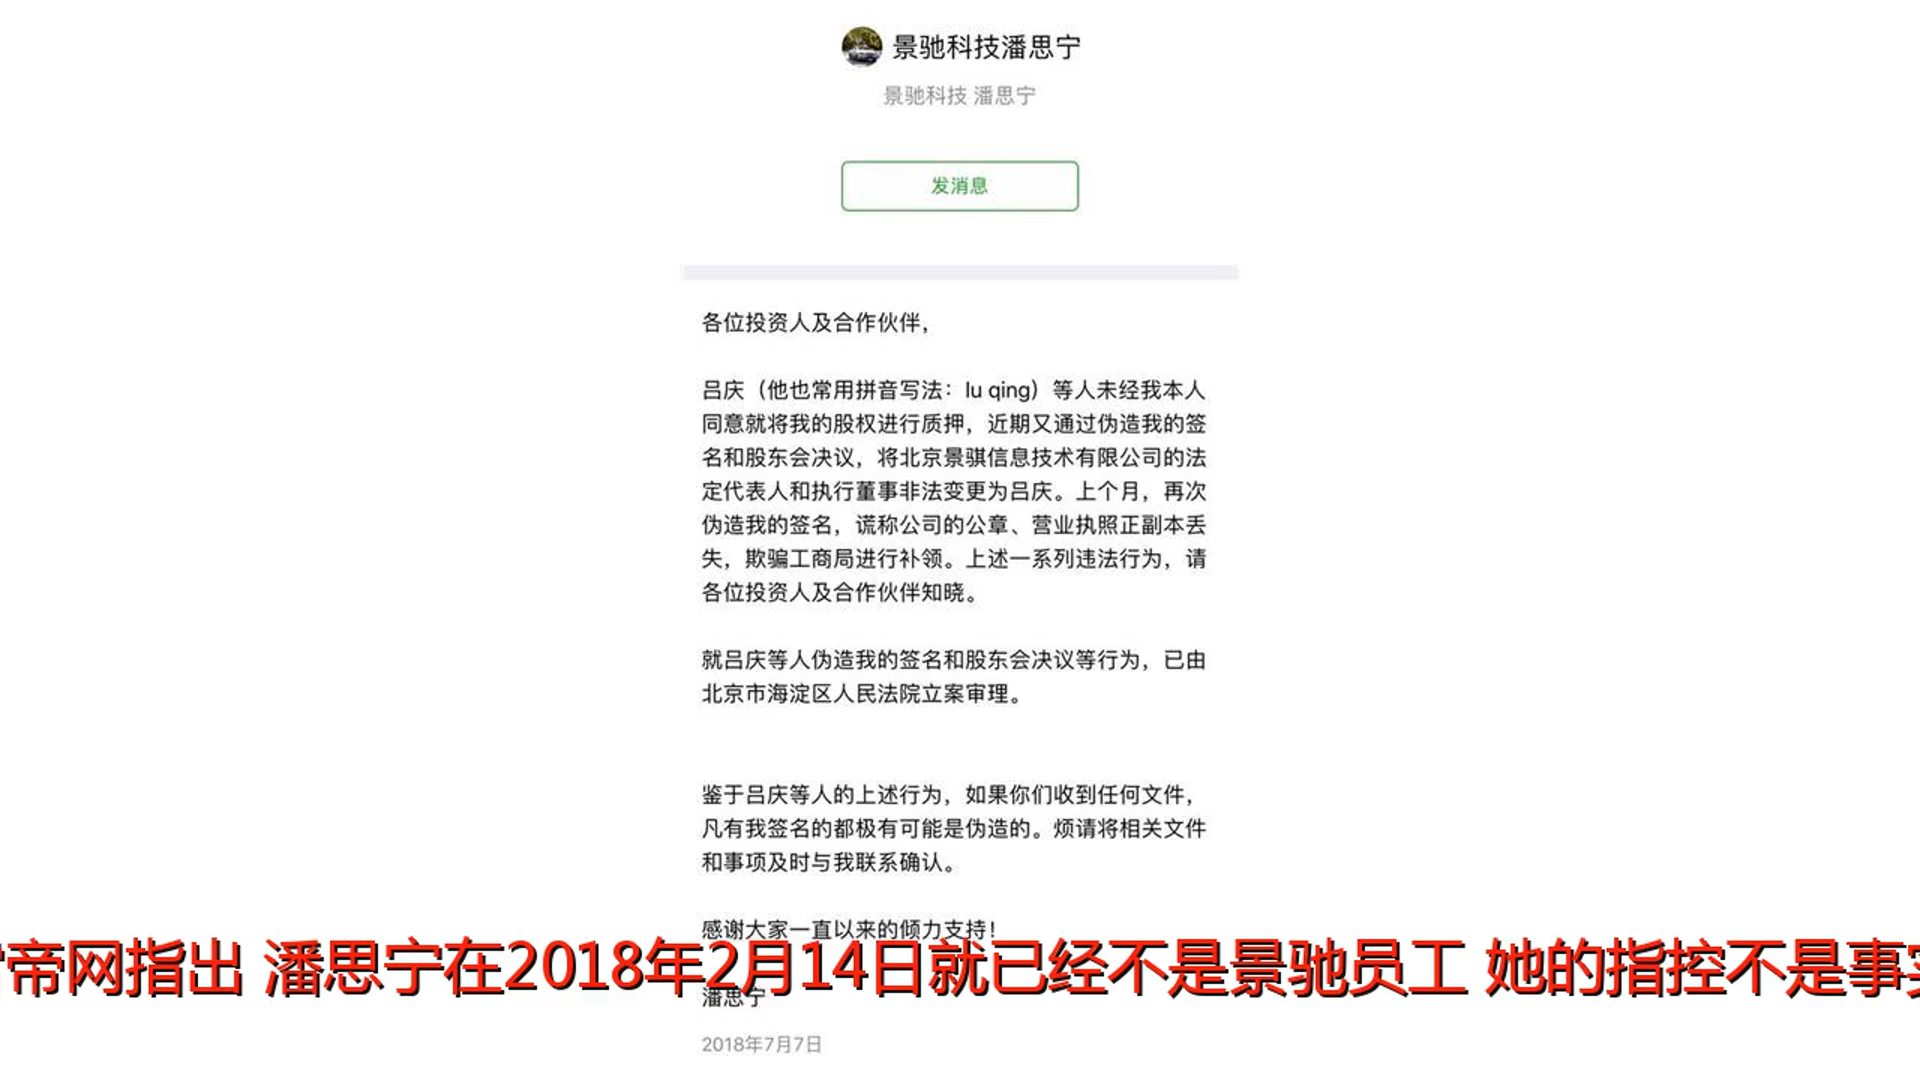 景驰科技潘思宁
景驰科技 潘思宁
发消息
各位投资人及合作伙伴，
吕庆（他也常用拼音写法：lu qing）等人未经我本人
同意就将我的股权进行质押，近期又通过伪造我的签
名和股东会决议，将北京景骐信息技术有限公司的法
定代表人和执行董事非法变更为吕庆。上个月，再次
伪造我的签名，谎称公司的公章、营业执照正副本丢
失，欺骗工商局进行补领。上述一系列违法行为，请
各位投资人及合作伙伴知晓。
就吕庆等人伪造我的签名和股东会决议等行为，已由
北京市海淀区人民法院立案审理。
鉴于吕庆等人的上述行为，如果你们收到任何文件，
凡有我签名的都极有可能是伪造的。烦请将相关文件
和事项及时与我联系确认。
感谢大家一直以来的倾力支持！
帝网指出 潘思宁在2018年2月14日就已经不是景驰员工 她的指控不是事实
潘思宁
2018年7月7日